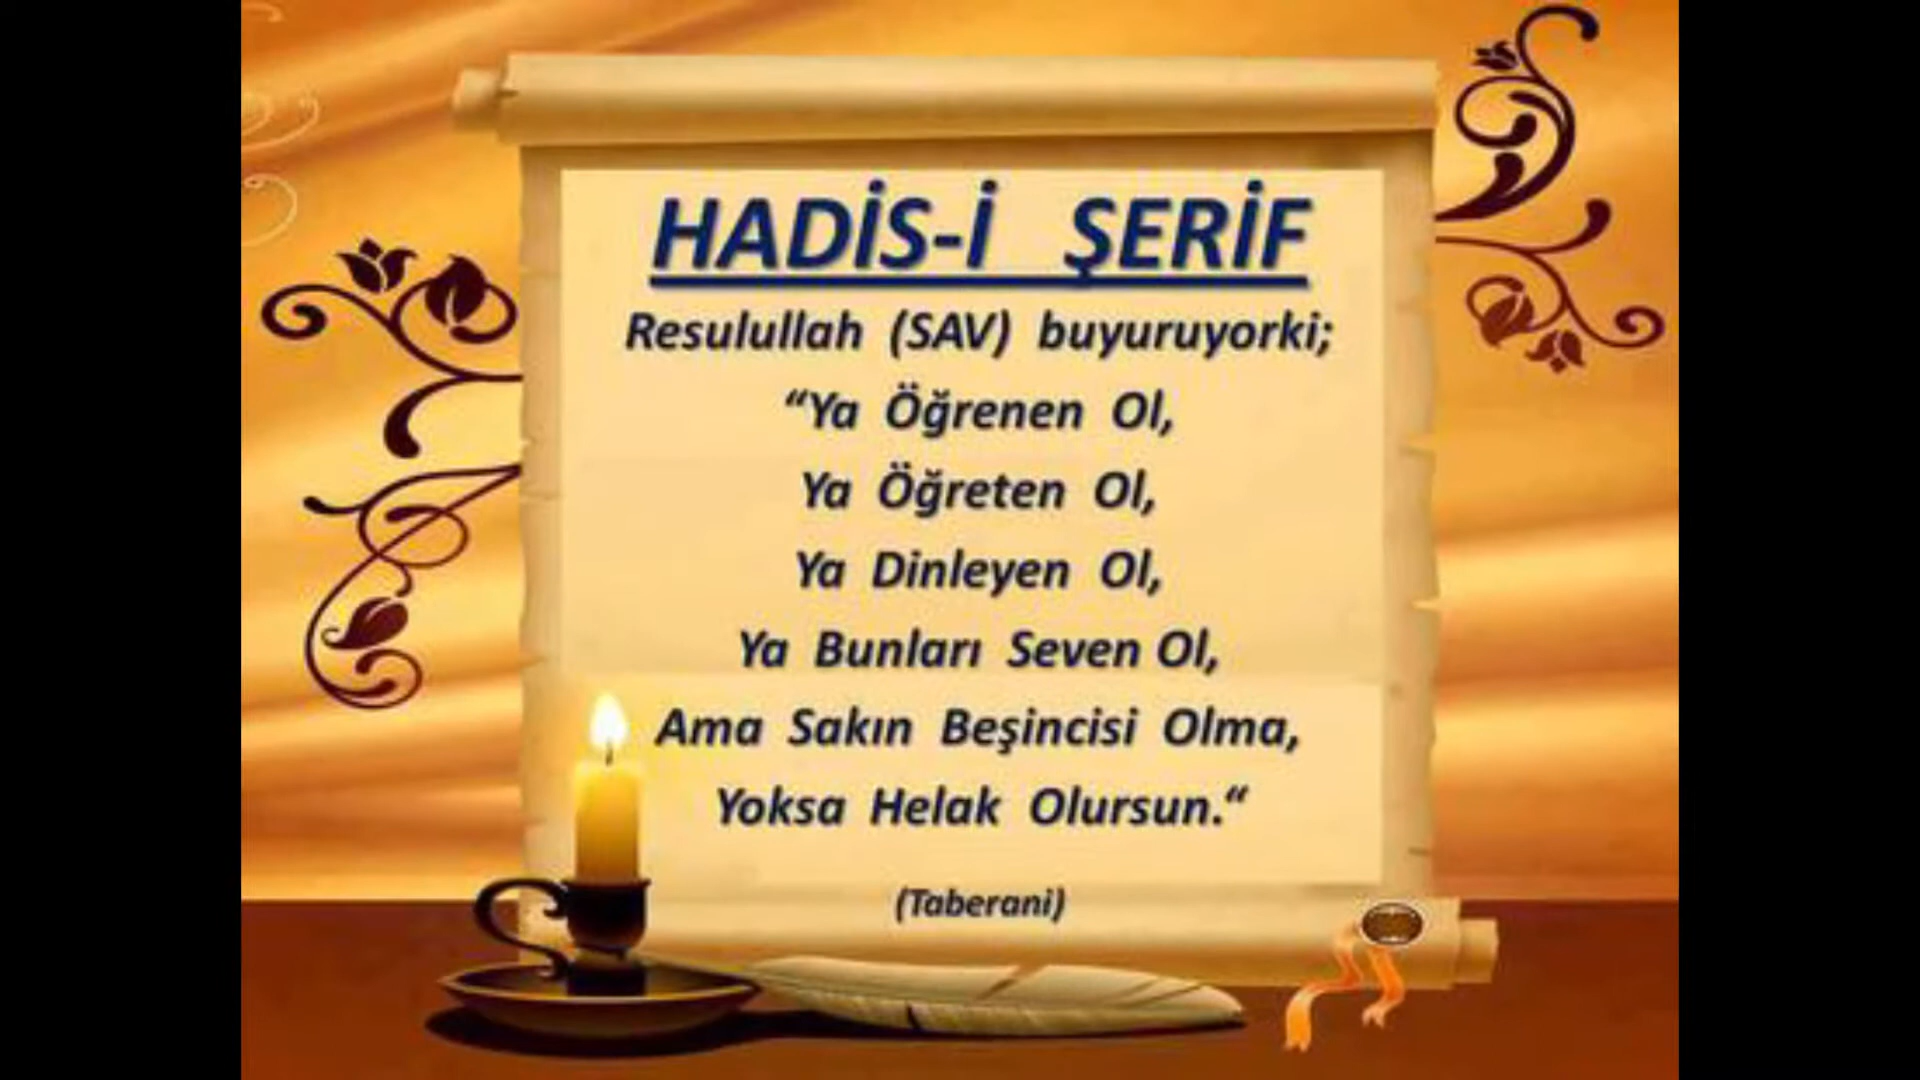 HADİS-İ ŞERİF
Resulullah (SAV) buyuruyorki;
“Ya Öğrenen Ol,
Ya Öğreten Ol,
Ya Dinleyen Ol,
Ya Bunları Seven Ol,
Ama Sakın Beşincisi Olma,
Yoksa Helak Olursun.“
(Taberani)